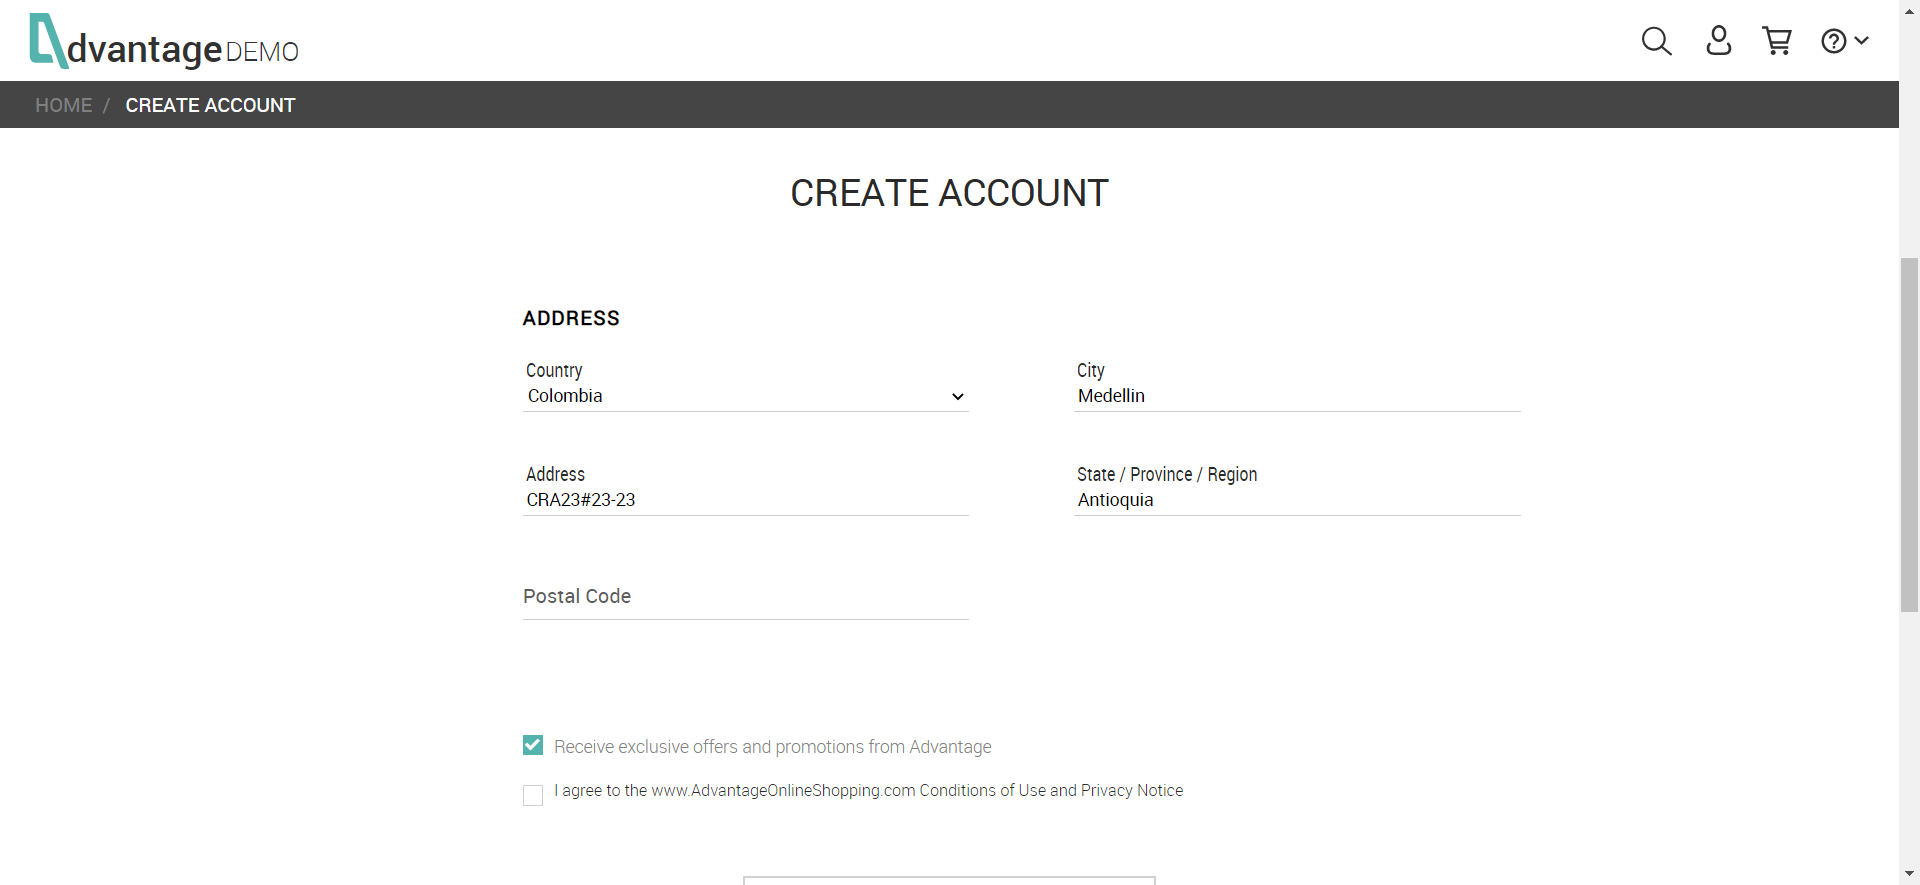 dvantage DEMO
HOME / CREATE ACCOUNT
CREATE ACCOUNT
ADDRESS
Country
Colombia
City
Medellin
Address
CRA23#23-23
State / Province / Region
Antioquia
Postal Code
Receive exclusive offers and promotions from Advantage
I agree to the www.AdvantageOnlineShopping.com Conditions of Use and Privacy Notice